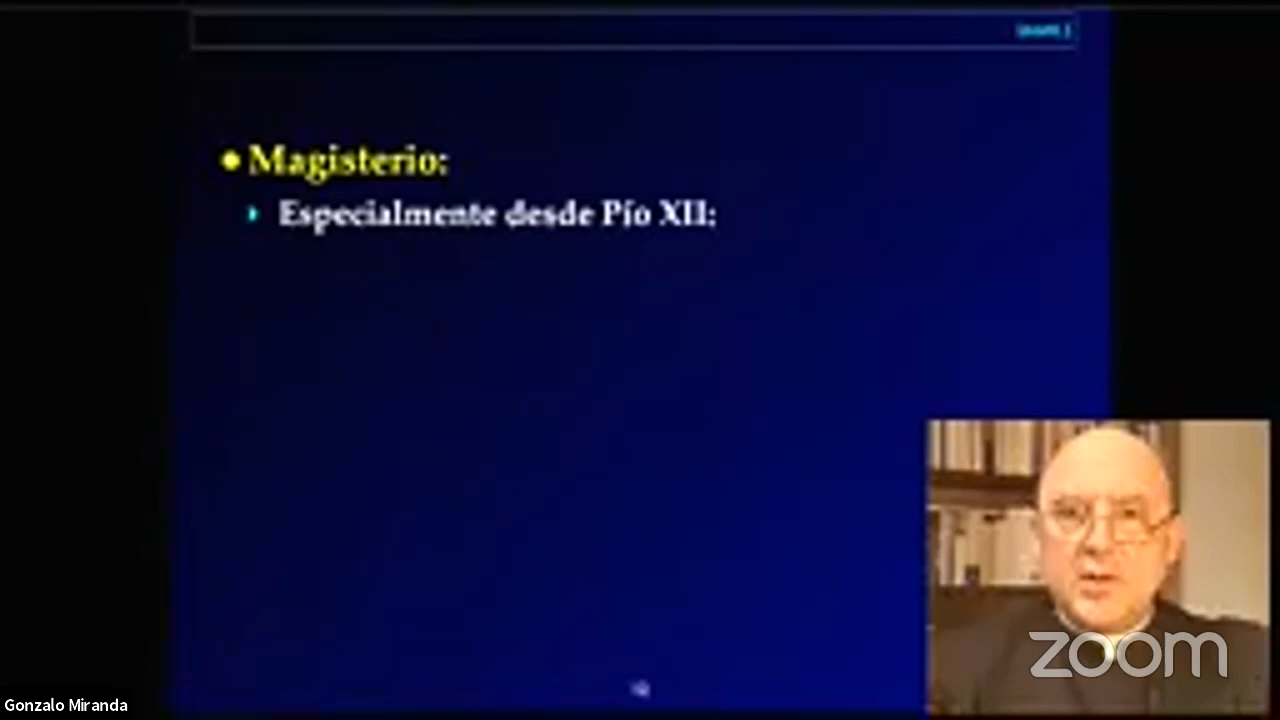 • Magisterio:
Especialmente desde Pío XII:
zoom
Gonzalo Miranda